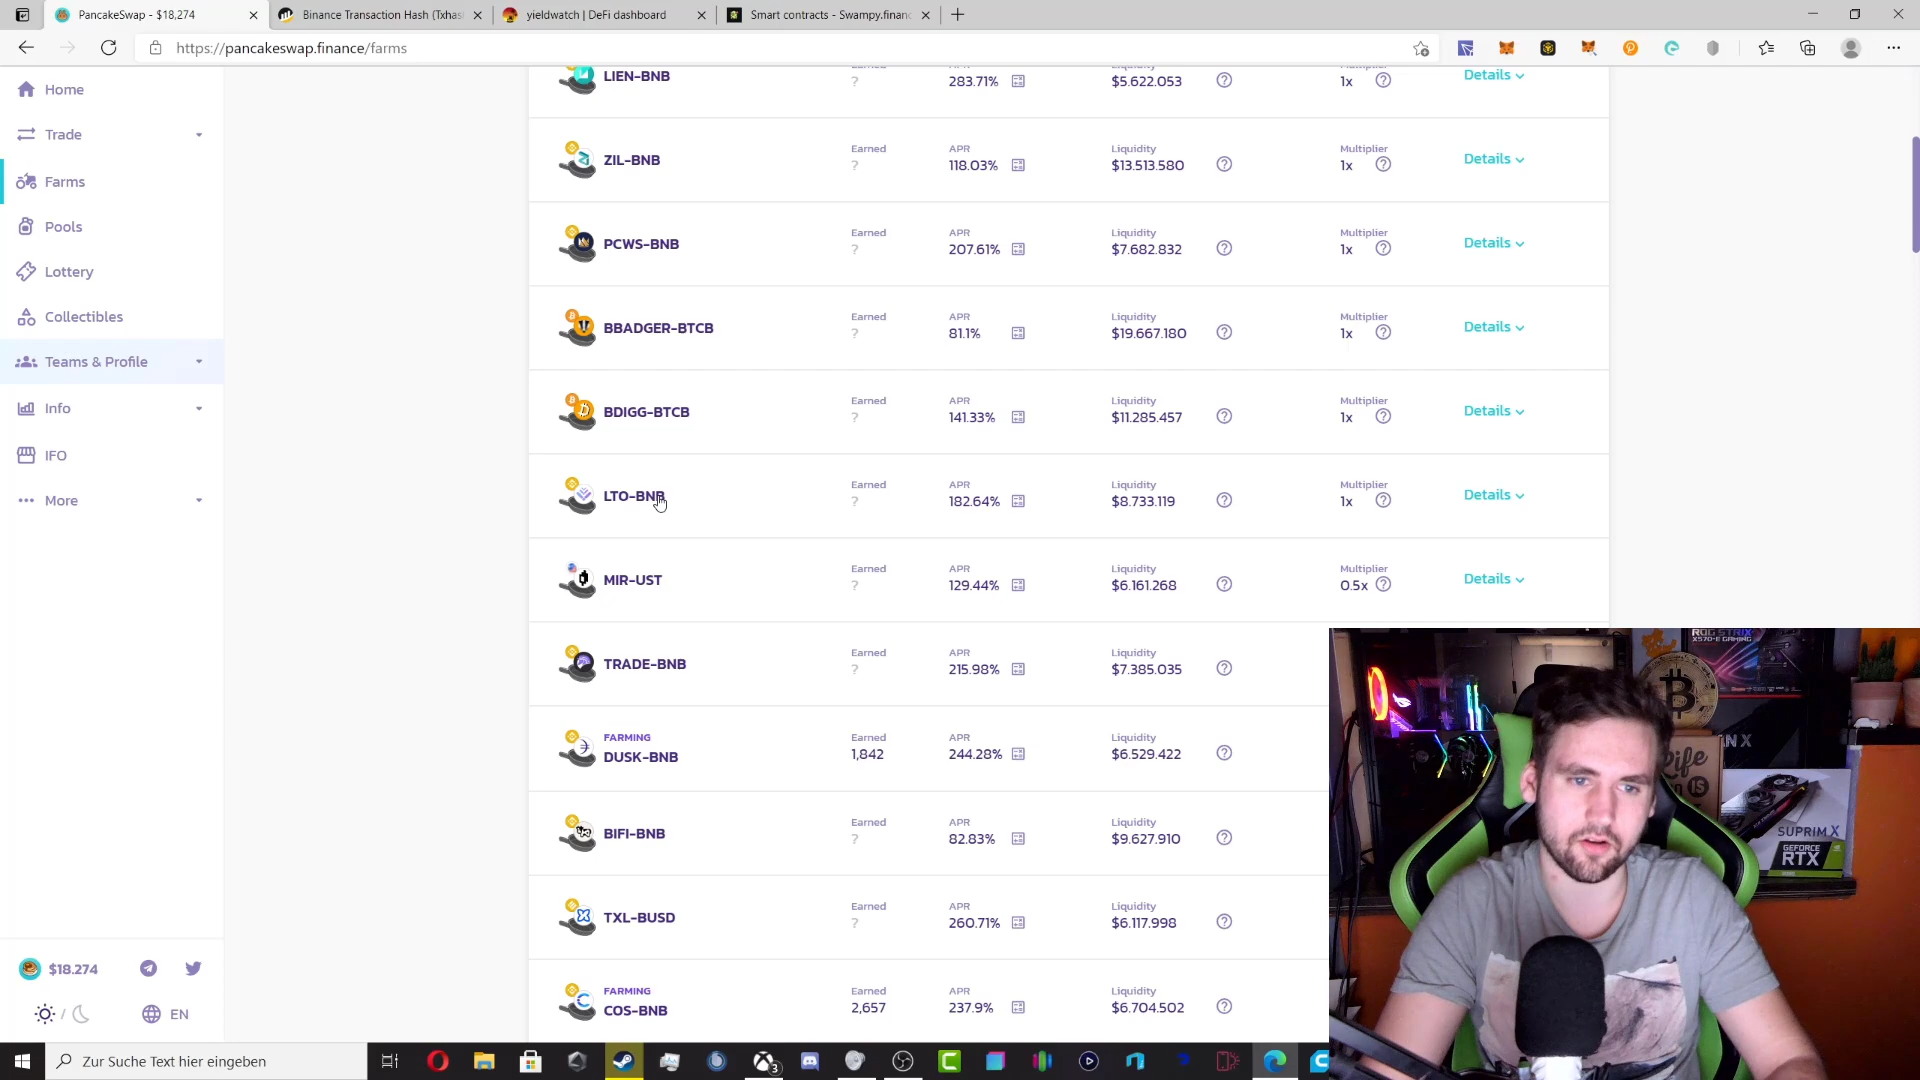 PancakeSwap - $18,274
Binance Transaction Hash (Txhas
yieldwatch | DeFi dashboard
Smart contracts - Swampy.financ
https://pancakeswap.finance/farms
Home
Trade
Farms
Pools
Lottery
Collectibles
Teams & Profile
Info
IFO
More
$18.274
EN
LIEN-BNB
?
283.71%
$5.622.053
1x
Details
ZIL-BNB
Earned
?
APR
118.03%
Liquidity
$13.513.580
Multiplier
1x
Details
PCWS-BNB
Earned
?
APR
207.61%
Liquidity
$7.682.832
Multiplier
1x
Details
BBADGER-BTCB
Earned
?
APR
81.1%
Liquidity
$19.667.180
Multiplier
1x
Details
BDIGG-BTCB
Earned
?
APR
141.33%
Liquidity
$11.285.457
Multiplier
1x
Details
LTO-BNB
Earned
?
APR
182.64%
Liquidity
$8.733.119
Multiplier
1x
Details
MIR-UST
Earned
?
APR
129.44%
Liquidity
$6.161.268
Multiplier
0.5x
Details
TRADE-BNB
Earned
?
APR
215.98%
Liquidity
$7.385.035
FARMING
DUSK-BNB
Earned
1,842
APR
244.28%
Liquidity
$6.529.422
BIFI-BNB
Earned
?
APR
82.83%
Liquidity
$9.627.910
TXL-BUSD
Earned
?
APR
260.71%
Liquidity
$6.117.998
FARMING
COS-BNB
Earned
2,657
APR
237.9%
Liquidity
$6.704.502
ROG STRIX
X570-E GAMING
Life
IS
SUPRIM X
GEFORCE
RTX
Zur Suche Text hier eingeben
3